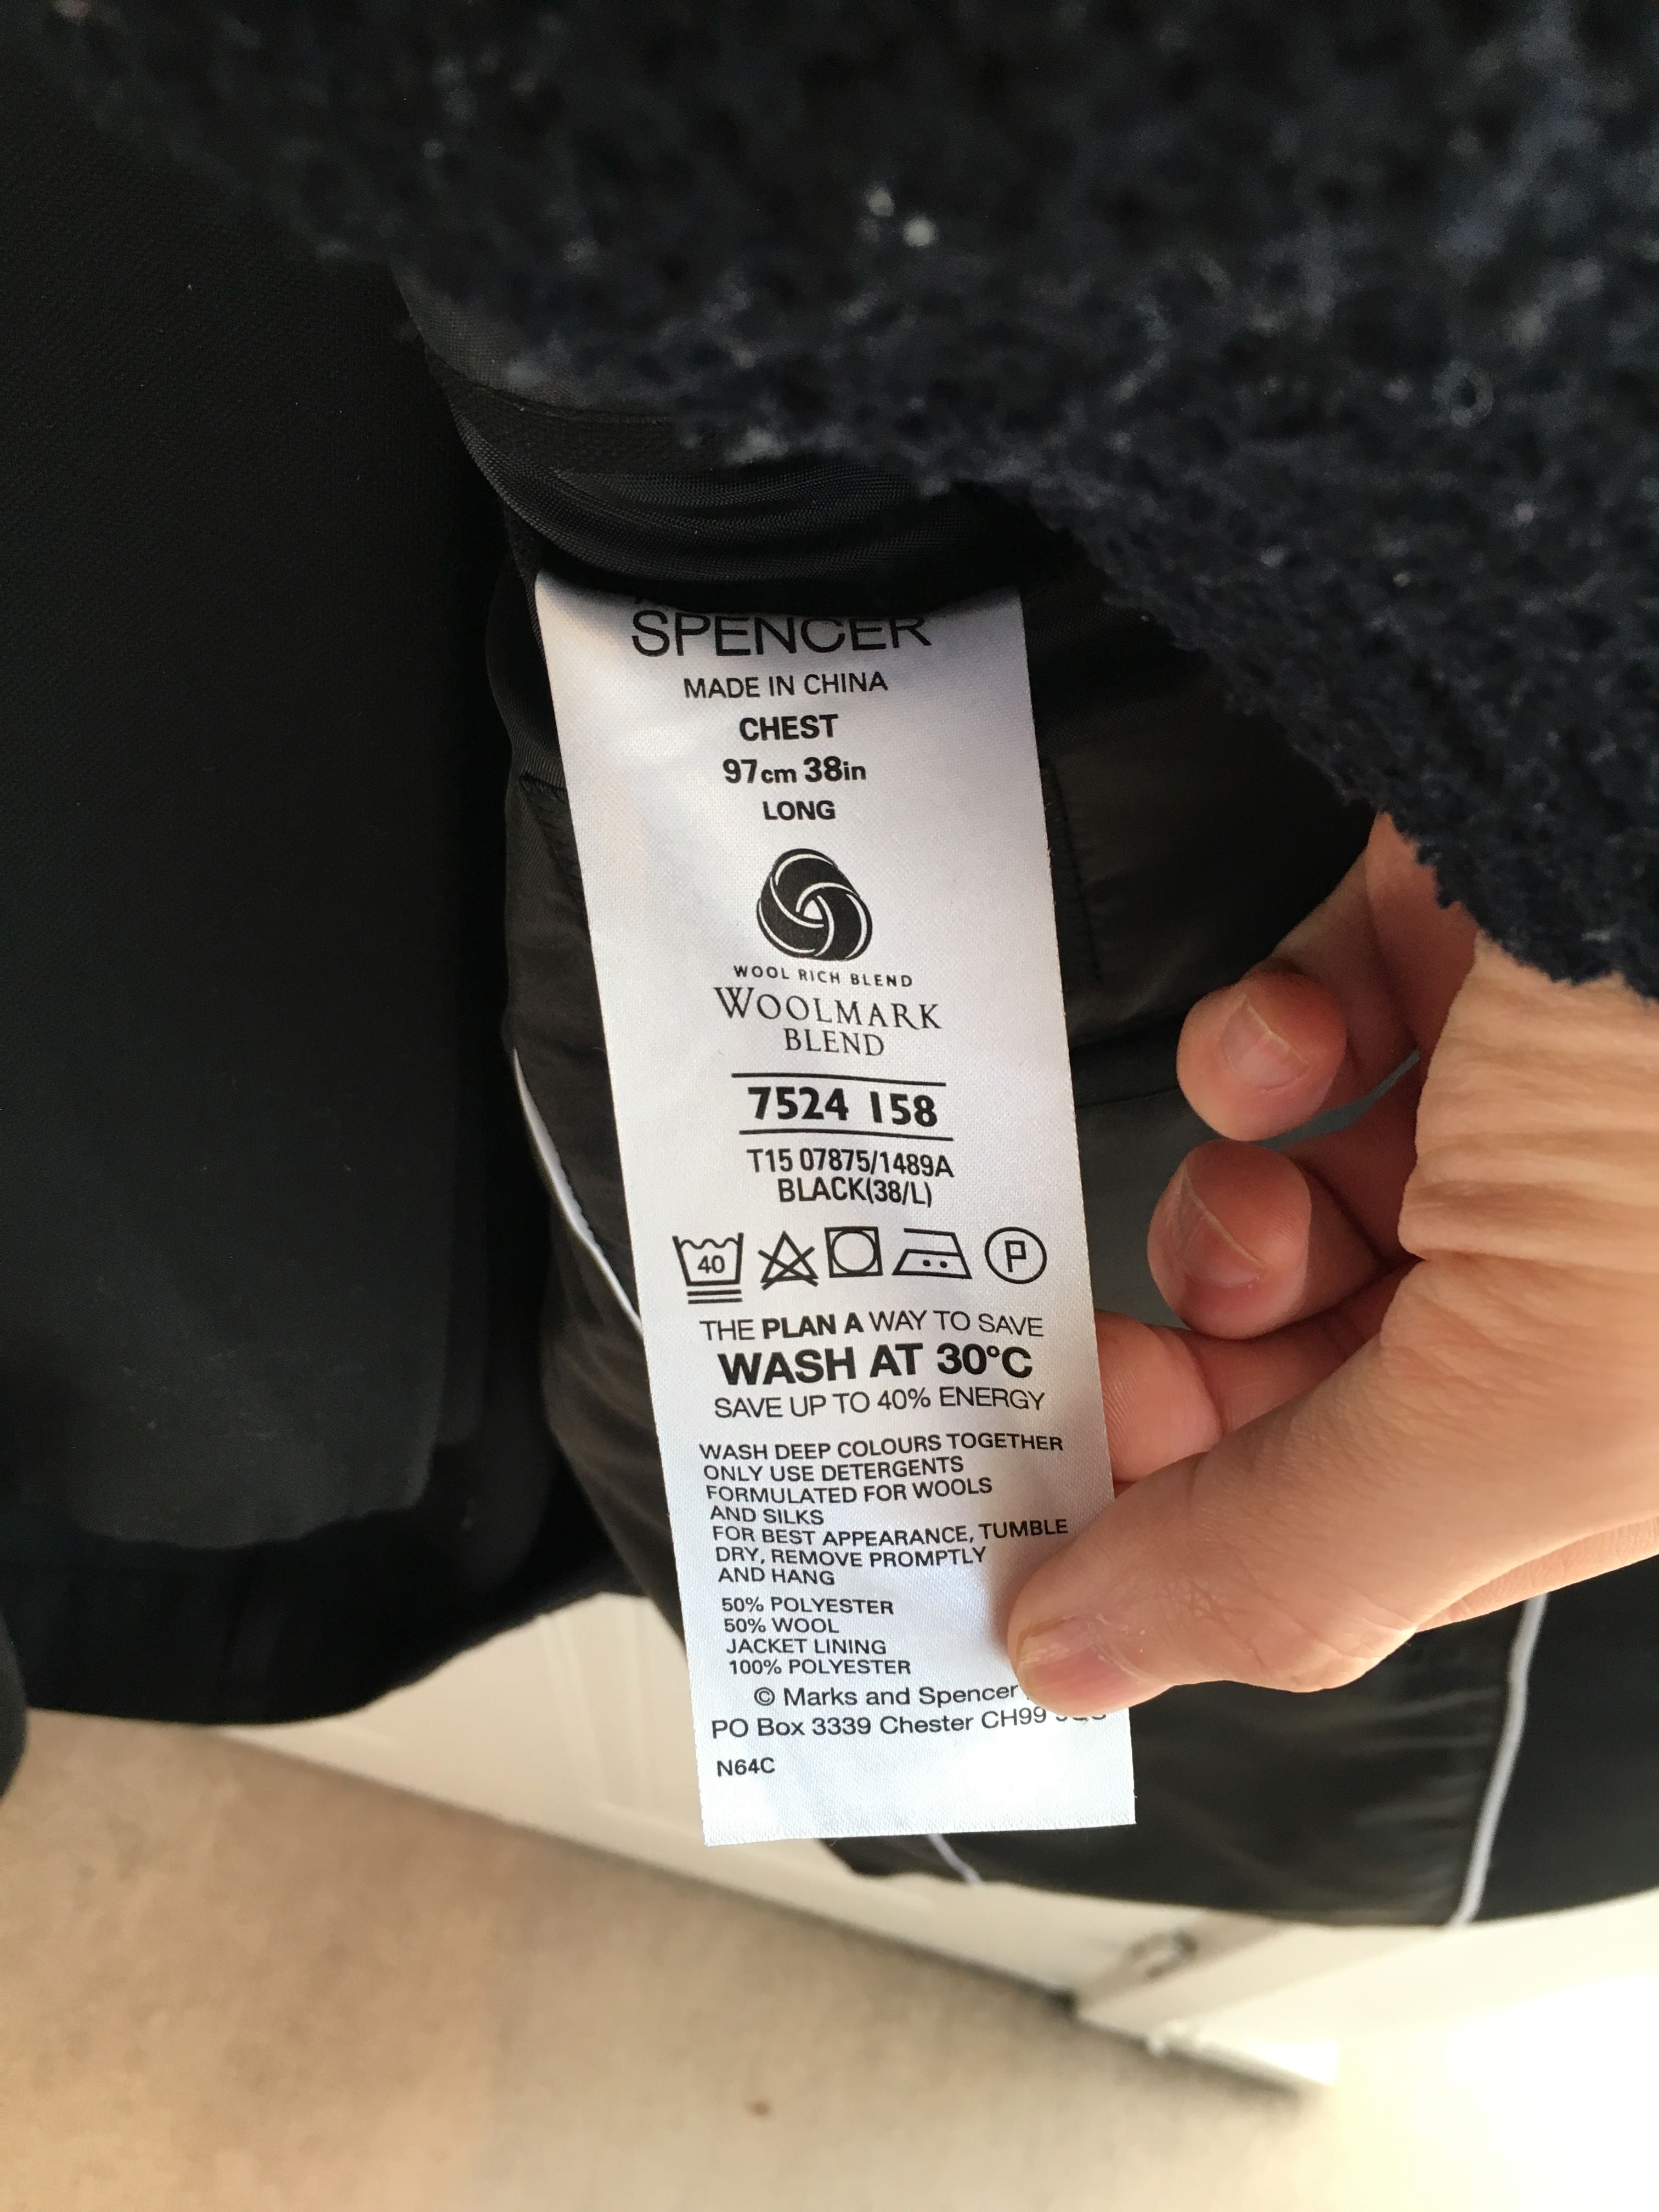 SPENCER
MADE IN CHINA
CHEST
97cm 38in
LONG
WOOL RICH BLEND
WOOLMARK
BLEND
7524 158
T15 07875/1489A
BLACK(38/L)
40 P
THE PLAN A WAY TO SAVE
WASH AT 30°C
SAVE UP TO 40% ENERGY
WASH DEEP COLOURS TOGETHER
ONLY USE DETERGENTS
FORMULATED FOR WOOLS
AND SILKS
FOR BEST APPEARANCE, TUMBLE
DRY, REMOVE PROMPTLY
AND HANG
50% POLYESTER
50% WOOL
JACKET LINING
100% POLYESTER
© Marks and Spencer
PO Box 3339 Chester CH99
N64C